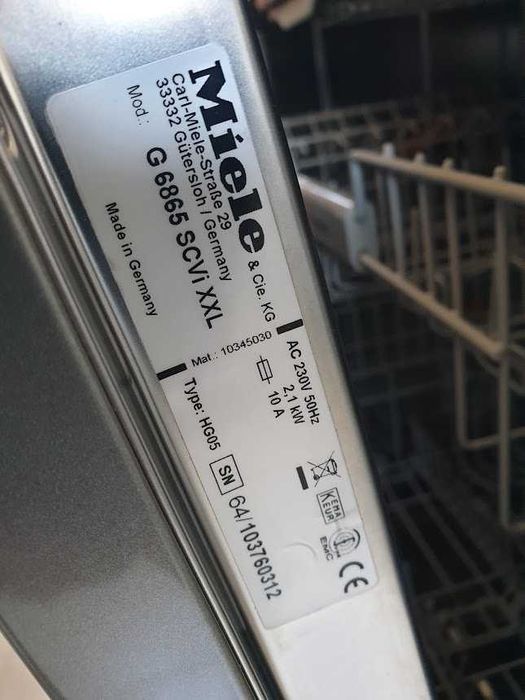 Miele & Cie. KG
Carl-Miele-Straße 29
33332 Gütersloh / Germany
Mod.: G 6865 SCVi XXL
Made in Germany
Mat.: 10345030
AC 230V 50Hz
2,1 kW
10 A
Type: HG05
SN 64/103760312
KEMA
KEUR
EMC
CE